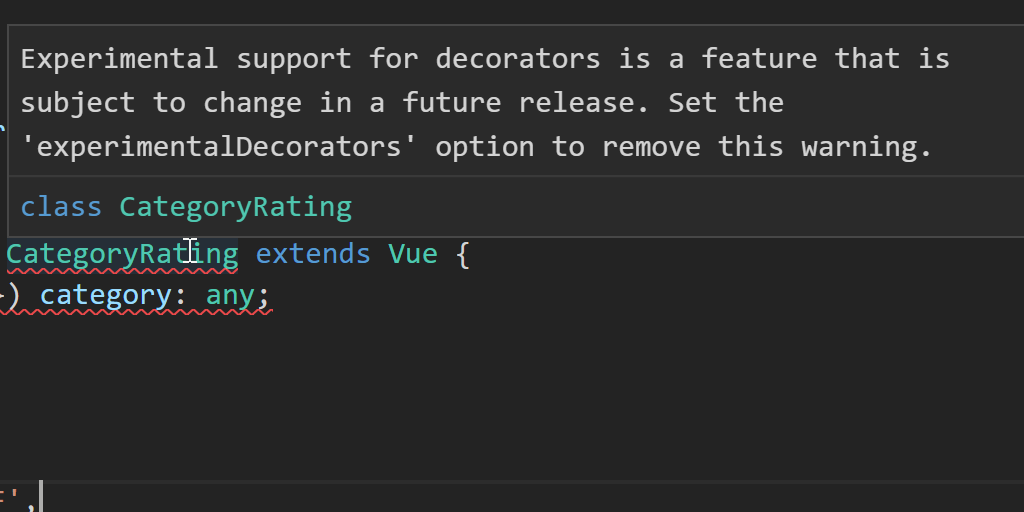 Experimental support for decorators is a feature that is
subject to change in a future release. Set the
'experimentalDecorators' option to remove this warning.
class CategoryRating
CategoryRating extends Vue {
) category: any;
',